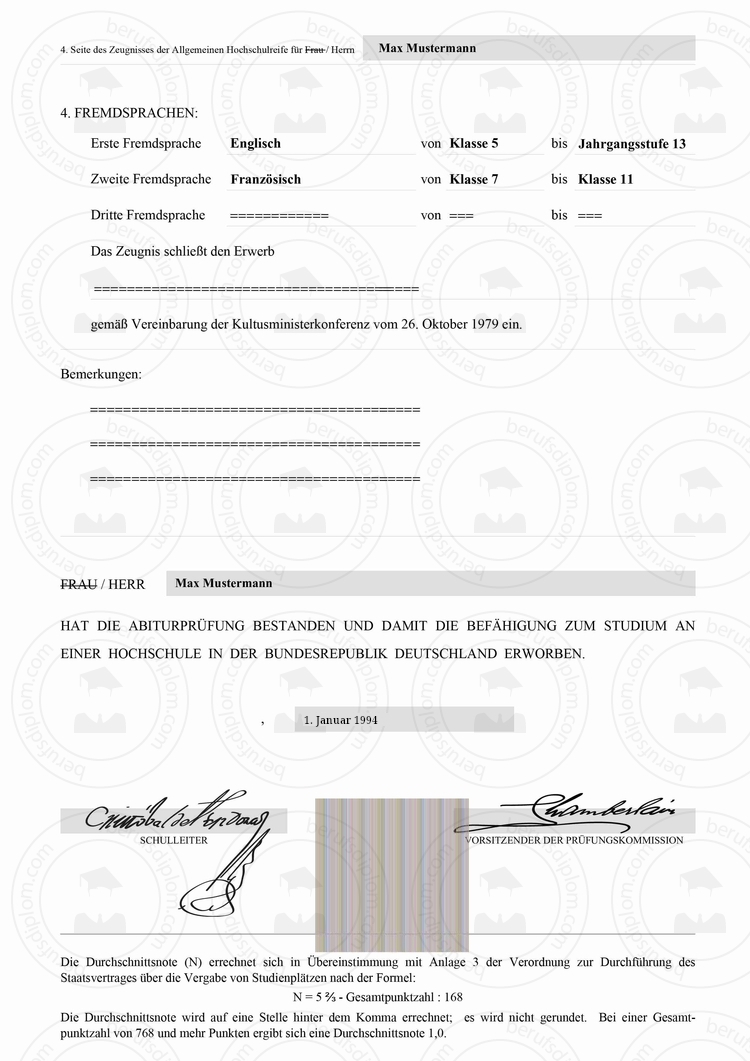 4. Seite des Zeugnisses der Allgemeinen Hochschulreife für Frau / Herrn Max Mustermann
4. FREMDSPRACHEN:
Erste Fremdsprache Englisch von Klasse 5 bis Jahrgangsstufe 13
Zweite Fremdsprache Französisch von Klasse 7 bis Klasse 11
Dritte Fremdsprache ============ von === bis ===
Das Zeugnis schließt den Erwerb
========================================
gemäß Vereinbarung der Kultusministerkonferenz vom 26. Oktober 1979 ein.
Bemerkungen:
========================================
========================================
========================================
FRAU / HERR Max Mustermann
HAT DIE ABITURPRÜFUNG BESTANDEN UND DAMIT DIE BEFÄHIGUNG ZUM STUDIUM AN
EINER HOCHSCHULE IN DER BUNDESREPUBLIK DEUTSCHLAND ERWORBEN.
, 1. Januar 1994
Chamberlain
SCHULLEITER VORSITZENDER DER PRÜFUNGSKOMMISSION
Die Durchschnittsnote (N) errechnet sich in Übereinstimmung mit Anlage 3 der Verordnung zur Durchführung des
Staatsvertrages über die Vergabe von Studienplätzen nach der Formel:
N = 5 ⅔ - Gesamtpunktzahl : 168
Die Durchschnittsnote wird auf eine Stelle hinter dem Komma errechnet; es wird nicht gerundet. Bei einer Gesamt-
punktzahl von 768 und mehr Punkten ergibt sich eine Durchschnittsnote 1,0.
berufsdiplom.com